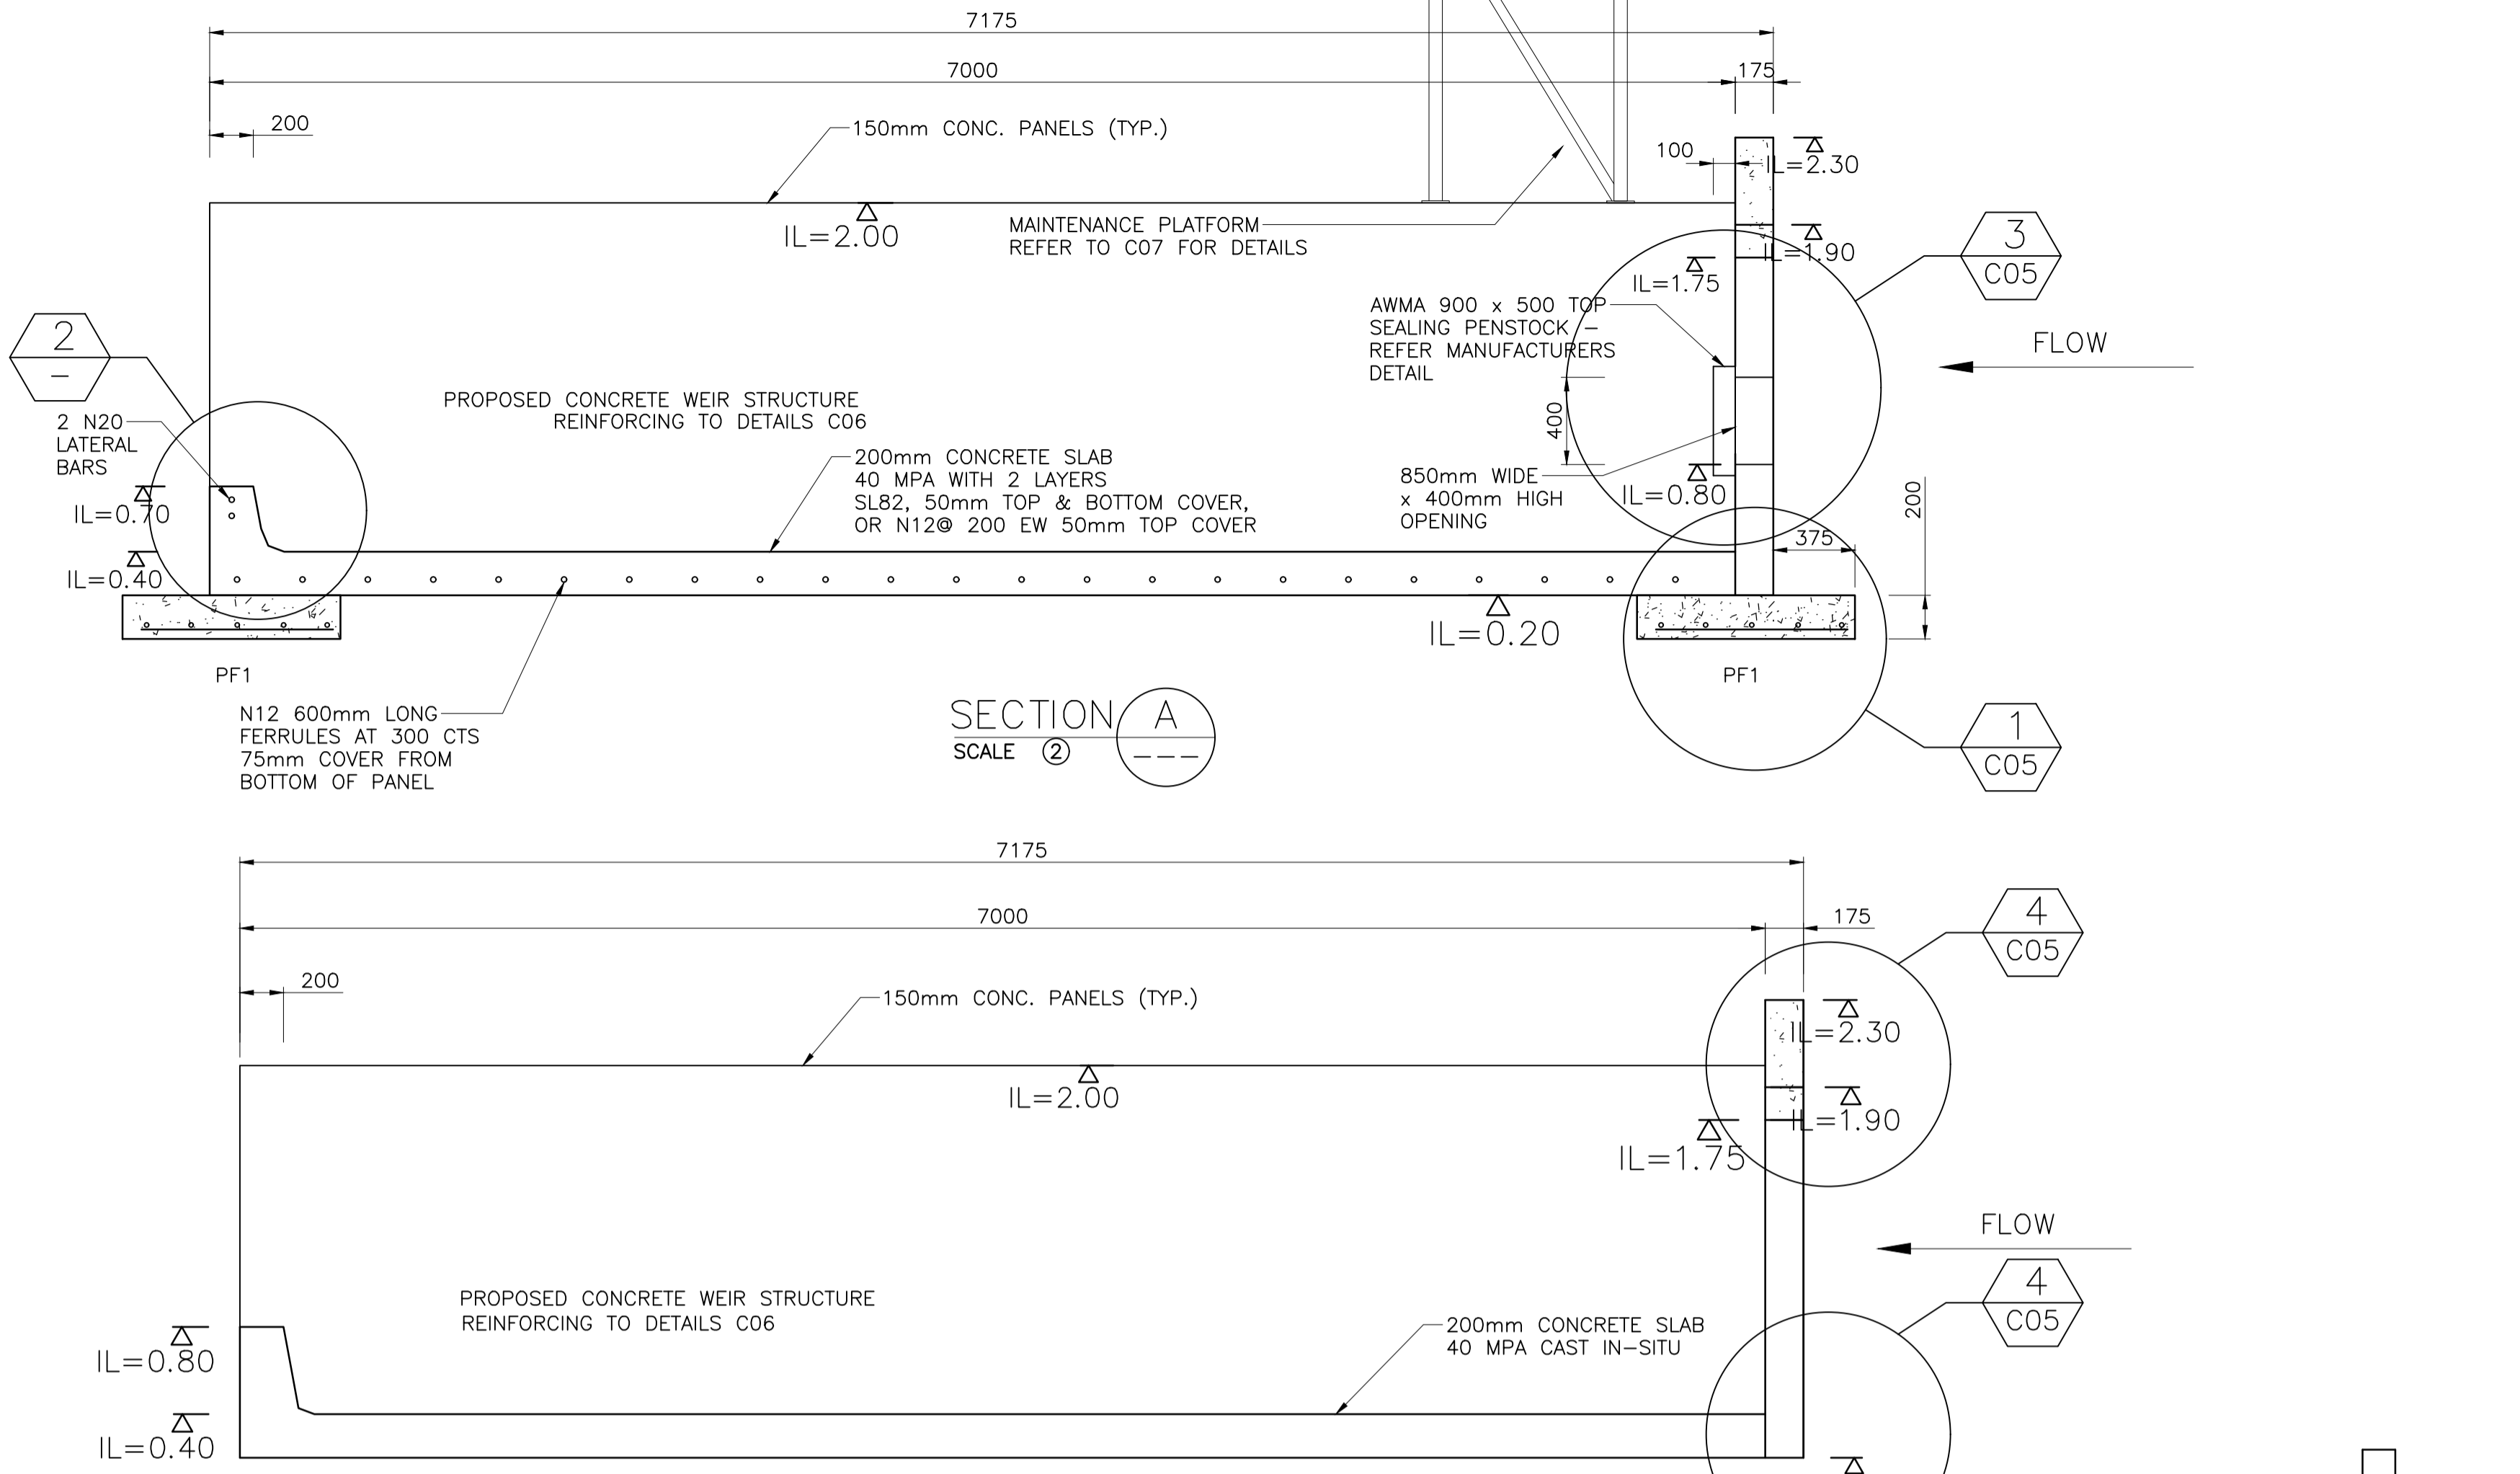 7175
7000
175
200
150mm CONC. PANELS (TYP.)
100
IL=2.30
IL=2.00
MAINTENANCE PLATFORM
REFER TO C07 FOR DETAILS
IL=1.90
IL=1.75
3
C05
AWMA 900 x 500 TOP
SEALING PENSTOCK –
REFER MANUFACTURERS
DETAIL
FLOW
2
–
PROPOSED CONCRETE WEIR STRUCTURE
REINFORCING TO DETAILS C06
2 N20
LATERAL
BARS
400
200mm CONCRETE SLAB
40 MPA WITH 2 LAYERS
SL82, 50mm TOP & BOTTOM COVER,
OR N12@ 200 EW 50mm TOP COVER
850mm WIDE
x 400mm HIGH
OPENING
IL=0.80
200
IL=0.70
375
IL=0.40
IL=0.20
PF1
PF1
N12 600mm LONG
FERRULES AT 300 CTS
75mm COVER FROM
BOTTOM OF PANEL
SECTION A
SCALE 2 ---
1
C05
7175
7000
175
4
C05
200
150mm CONC. PANELS (TYP.)
IL=2.30
IL=2.00
IL=1.90
IL=1.75
FLOW
4
C05
PROPOSED CONCRETE WEIR STRUCTURE
REINFORCING TO DETAILS C06
200mm CONCRETE SLAB
40 MPA CAST IN-SITU
IL=0.80
IL=0.40